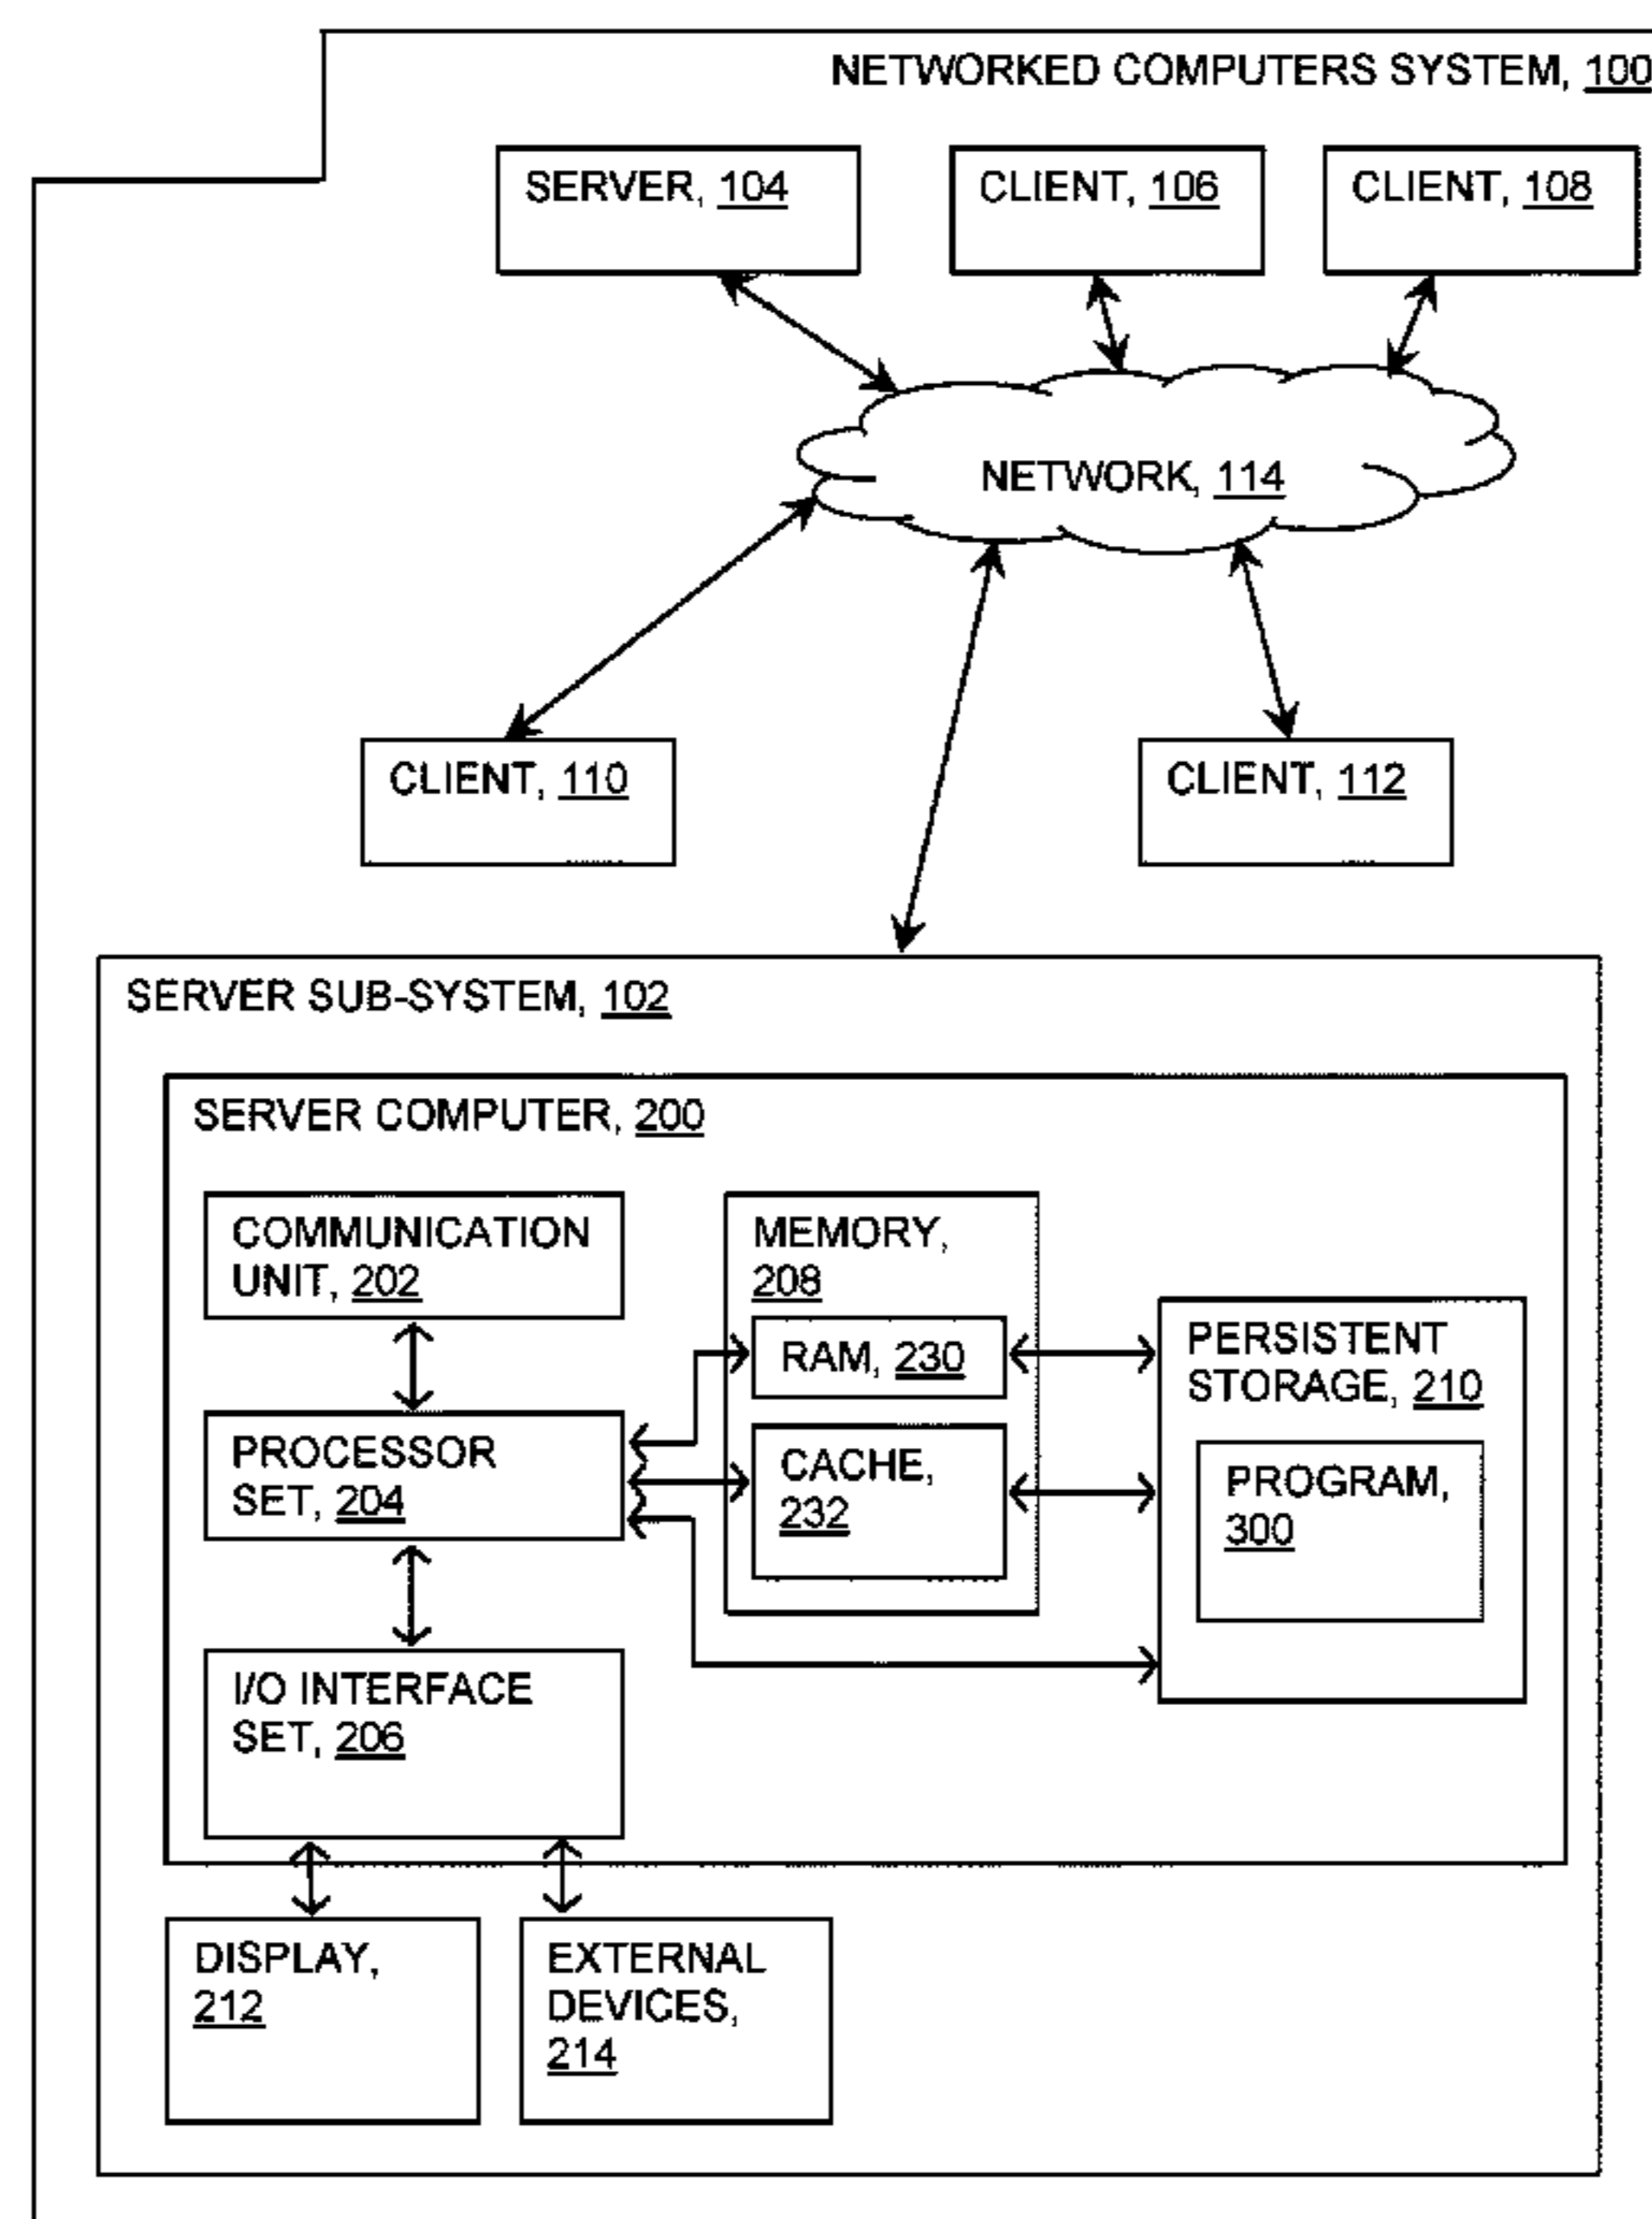 NETWORKED COMPUTERS SYSTEM, 100
SERVER, 104
CLIENT, 106
CLIENT, 108
NETWORK, 114
CLIENT, 110
CLIENT, 112
SERVER SUB-SYSTEM, 102
SERVER COMPUTER, 200
COMMUNICATION
UNIT, 202
PROCESSOR
SET, 204
I/O INTERFACE
SET, 206
MEMORY,
208
RAM, 230
CACHE,
232
PERSISTENT
STORAGE, 210
PROGRAM,
300
DISPLAY,
212
EXTERNAL
DEVICES,
214